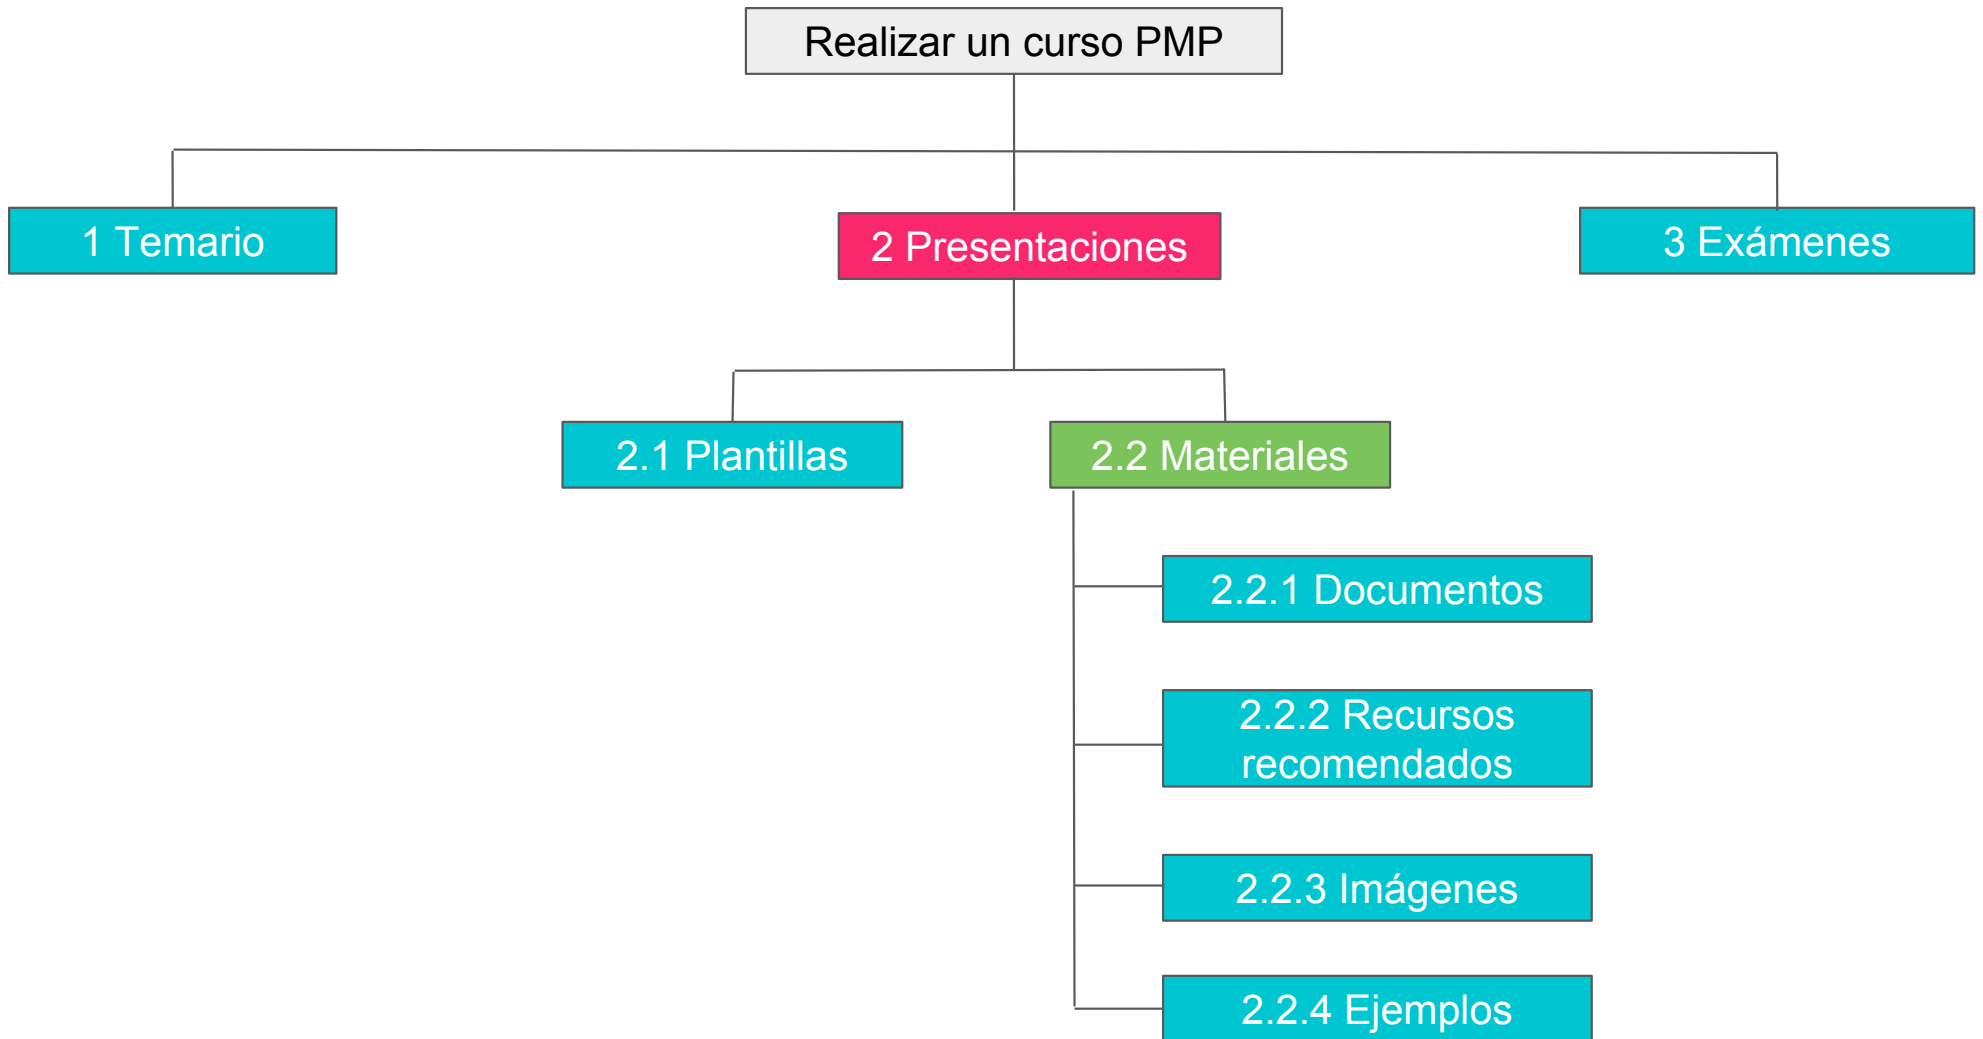 Realizar un curso PMP
1 Temario
2 Presentaciones
3 Exámenes
2.1 Plantillas
2.2 Materiales
2.2.1 Documentos
2.2.2 Recursos
recomendados
2.2.3 Imágenes
2.2.4 Ejemplos